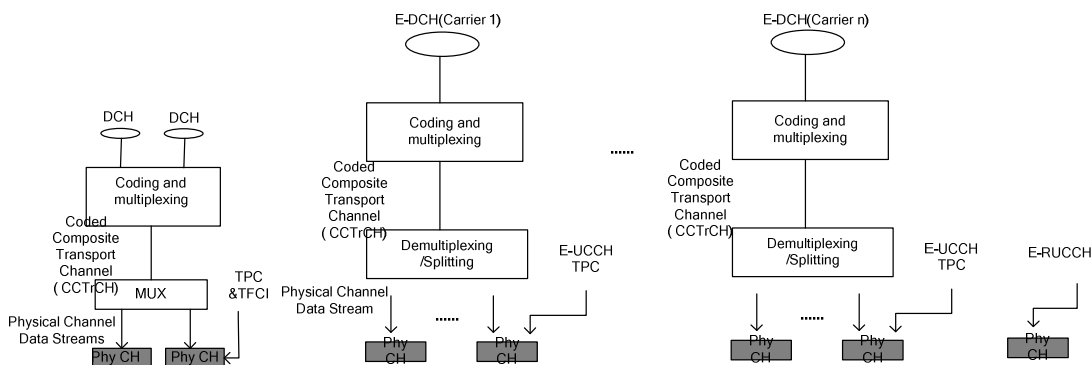 E-DCH(Carrier 1)
E-DCH(Carrier n)
DCH
DCH
Coding and
multiplexing
Coded
Composite
Transport
Channel
( CCTrCH)
MUX
TPC
&TFCI
Physical Channel
Data Streams
Phy CH
Phy CH
Coding and
multiplexing
Coded
Composite
Transport
Channel
( CCTrCH)
Demultiplexing
/Splitting
E-UCCH
TPC
Physical Channel
Data Stream
......
Phy
CH
Phy
CH
......
Coding and
multiplexing
Coded
Composite
Transport
Channel
( CCTrCH)
Demultiplexing
/Splitting
E-UCCH
TPC
......
Phy
CH
Phy
CH
E-RUCCH
Phy
CH